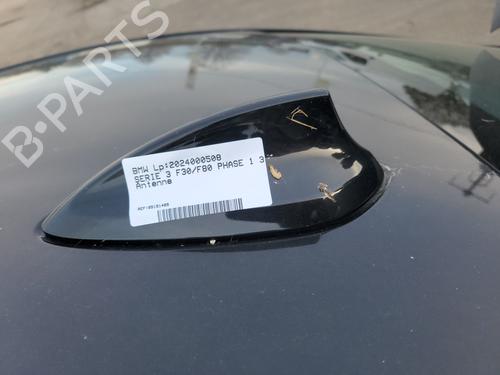 B-PARTS
BMW Lp:2024000508
SERIE 3 F30/F80 PHASE 1 3
Antenne